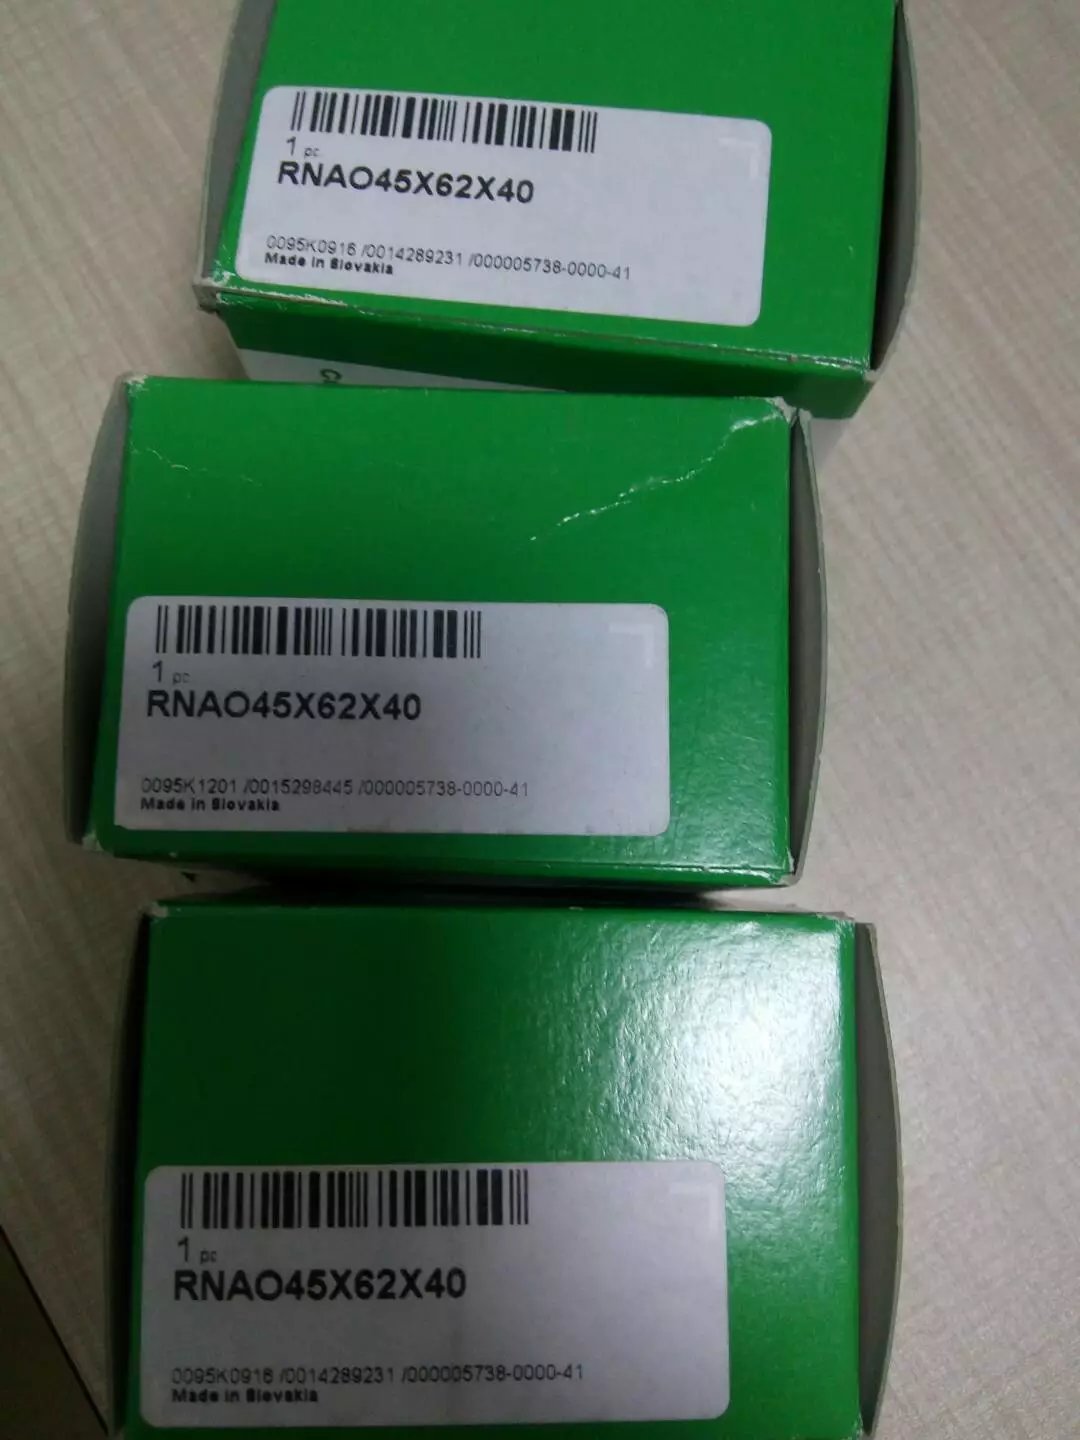 1 pc.
RNAO45X62X40
0095K0916 /0014289231 /000005738-0000-41
Made in Slovakia
1 pc
RNAO45X62X40
0095K1201 /0015298445 /000005738-0000-41
Made in Slovakia
1 pc
RNAO45X62X40
0095K0916 /0014289231 /000005738-0000-41
Made in Slovakia